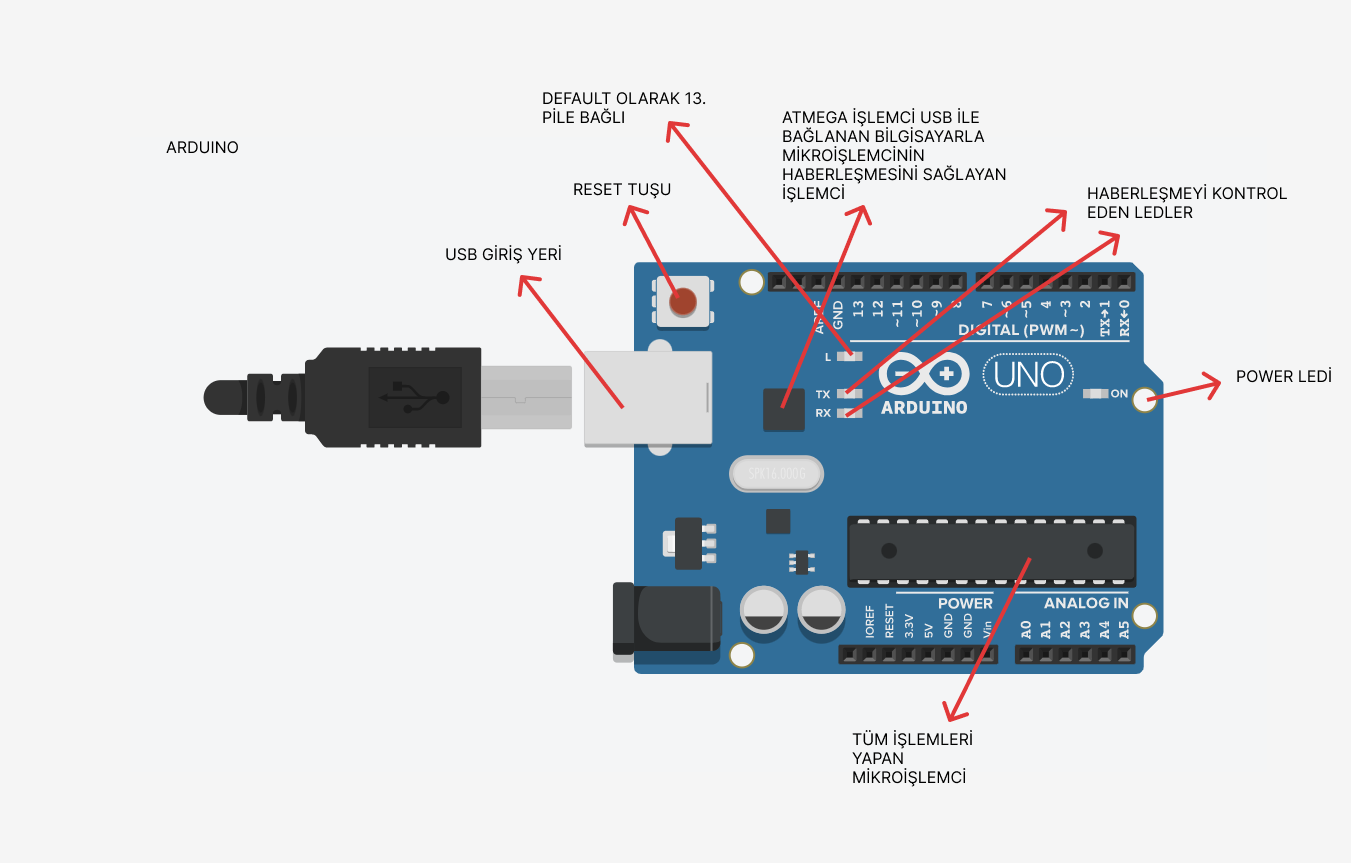 DEFAULT OLARAK 13.
PİLE BAĞLI
ATMEGA İŞLEMCİ USB İLE
BAĞLANAN BİLGİSAYARLA
MİKROİŞLEMCİNİN
HABERLEŞMESİNİ SAĞLAYAN
İŞLEMCİ
ARDUINO
RESET TUŞU
HABERLEŞMEYİ KONTROL
EDEN LEDLER
USB GİRİŞ YERİ
AREF
GND
13
12
~11
~10
~9
8
7
~6
~5
4
~3
2
TX→1
RX←0
DIGITAL (PWM~)
L
TX
RX
UNO
ARDUINO
ON
POWER LEDİ
SPK16.000G
POWER
ANALOG IN
IOREF
RESET
3.3V
5V
GND
GND
Vin
A0
A1
A2
A3
A4
A5
TÜM İŞLEMLERİ
YAPAN
MİKROİŞLEMCİ